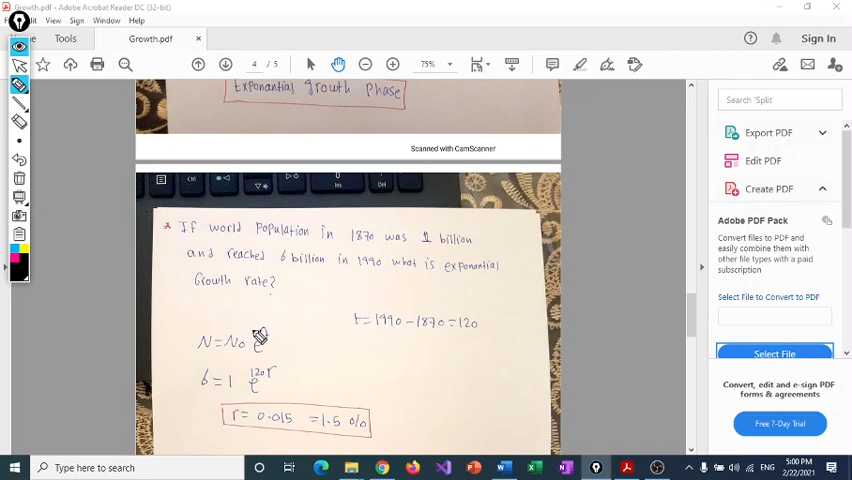 Growth.pdf - Adobe Acrobat Reader DC (32-bit)
View Sign Window Help
Tools
Growth.pdf
×
Sign In
4 / 5
75%
Exponantial growth phase
Scanned with CamScanner
If world Population in 1870 was 1 billion
and reached 6 billion in 1990 what is exponential
Growth rate?
t=1990-1870=120
N=No e
6=1 e^120r
r= 0.015 =1.5 %
Search 'Split'
Export PDF
Edit PDF
Create PDF
Adobe PDF Pack
Convert files to PDF and
easily combine them with
other file types with a paid
subscription
Select File to Convert to PDF
Select File
Convert, edit and e-sign PDF
forms & agreements
Free 7-Day Trial
Type here to search
ENG
5:00 PM
2/22/2021